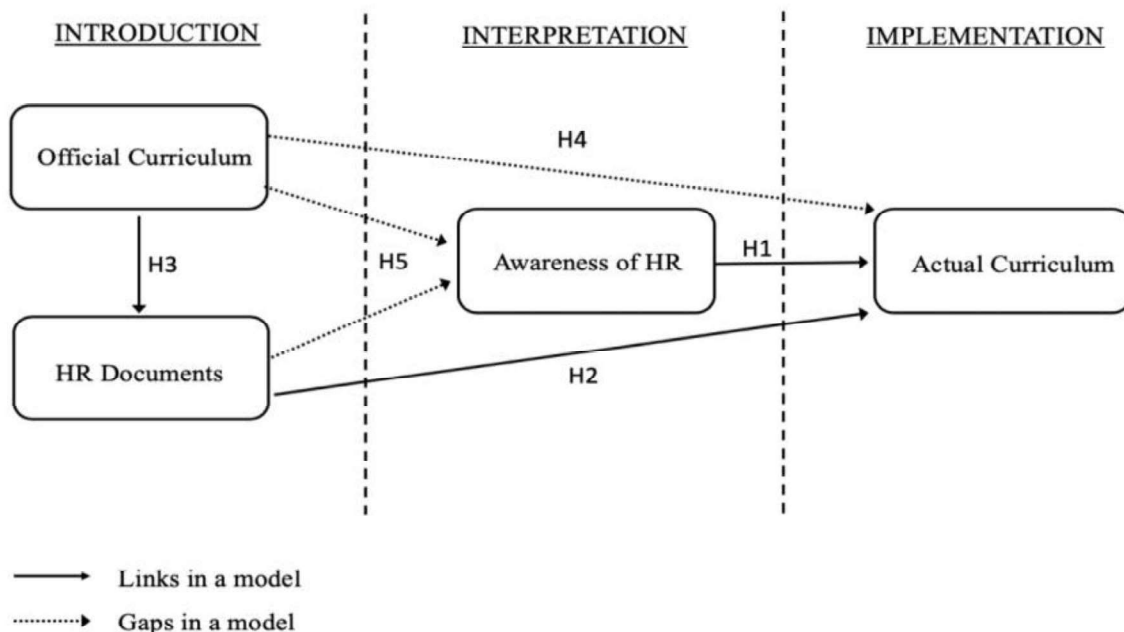 INTRODUCTION
INTERPRETATION
IMPLEMENTATION
Official Curriculum
H4
H3
H5
Awareness of HR
H1
Actual Curriculum
HR Documents
H2
Links in a model
Gaps in a model